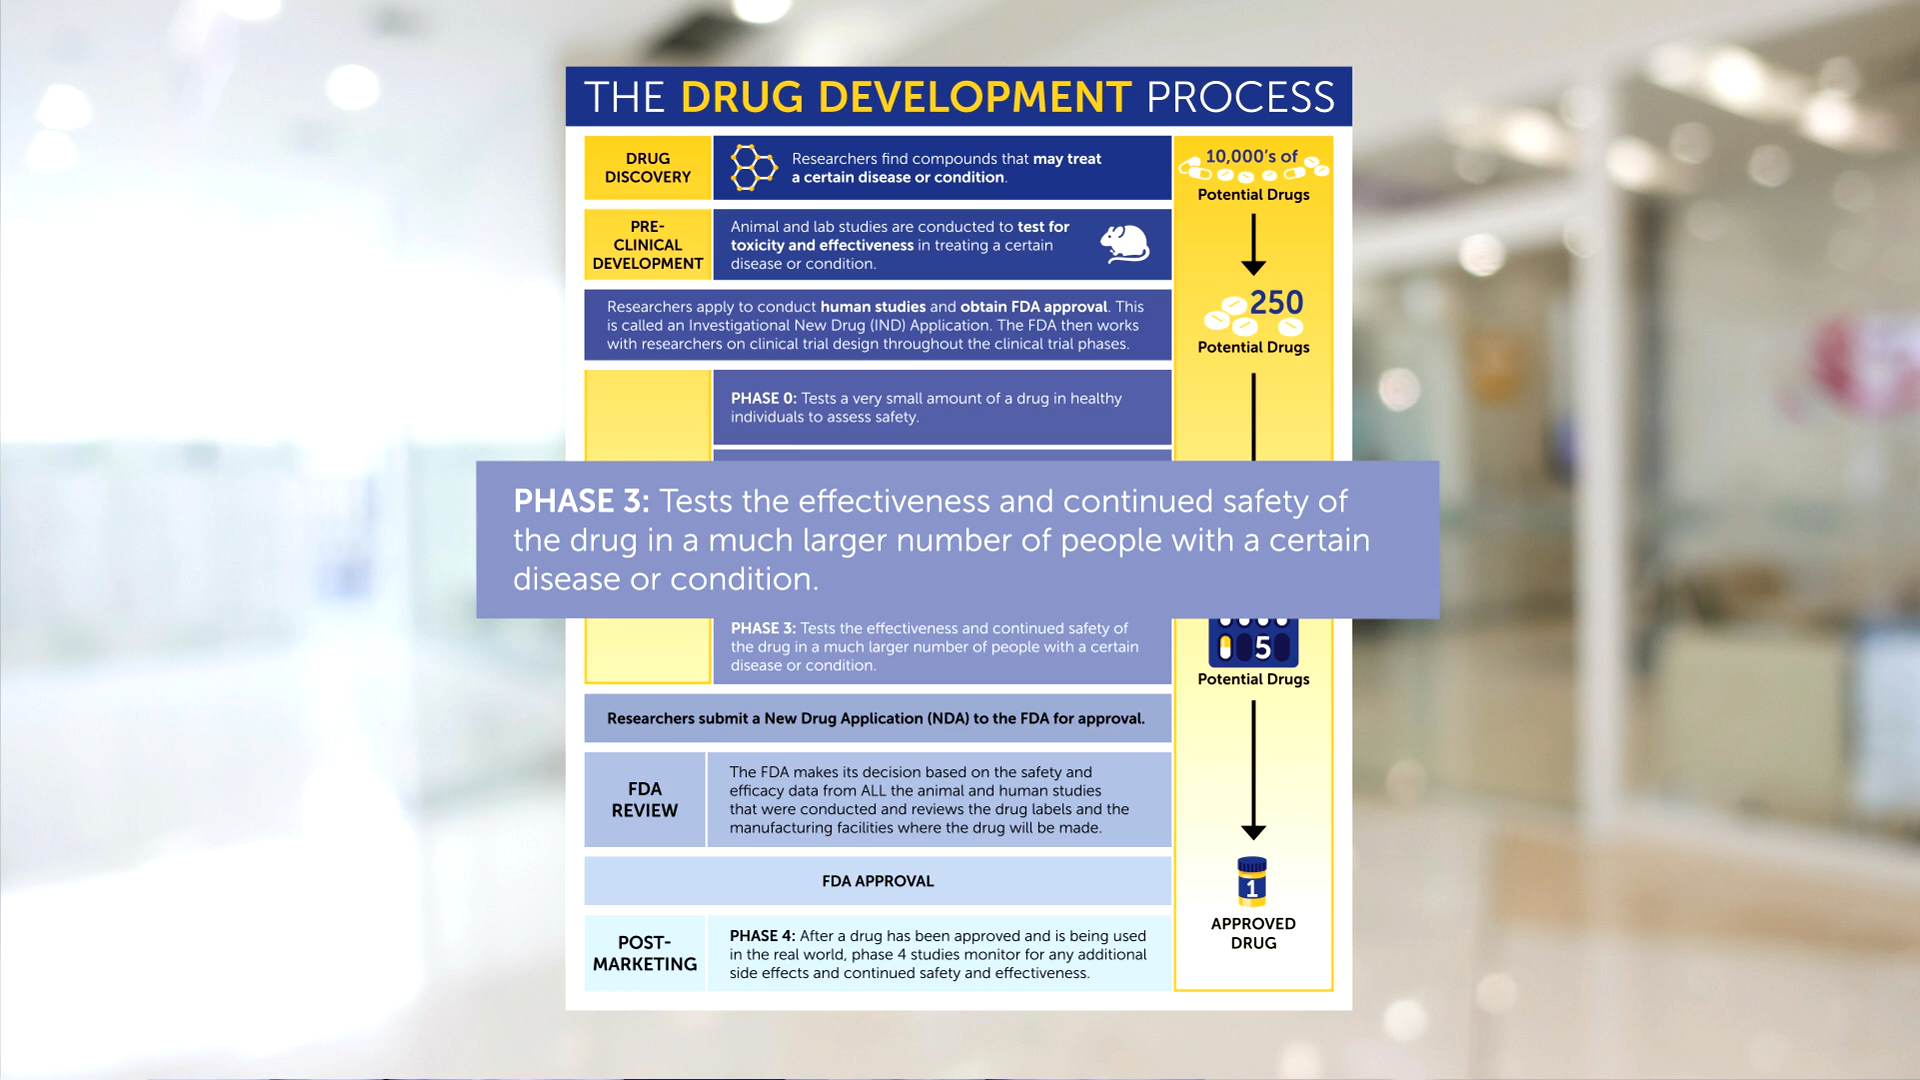 THE DRUG DEVELOPMENT PROCESS
DRUG
DISCOVERY
Researchers find compounds that may treat
a certain disease or condition.
10,000's of
Potential Drugs
PRE-
CLINICAL
DEVELOPMENT
Animal and lab studies are conducted to test for
toxicity and effectiveness in treating a certain
disease or condition.
250
Potential Drugs
Researchers apply to conduct human studies and obtain FDA approval. This
is called an Investigational New Drug (IND) Application. The FDA then works
with researchers on clinical trial design throughout the clinical trial phases.
PHASE 0: Tests a very small amount of a drug in healthy
individuals to assess safety.
PHASE 3: Tests the effectiveness and continued safety of
the drug in a much larger number of people with a certain
disease or condition.
PHASE 3: Tests the effectiveness and continued safety of
the drug in a much larger number of people with a certain
disease or condition.
5
Potential Drugs
Researchers submit a New Drug Application (NDA) to the FDA for approval.
FDA
REVIEW
The FDA makes its decision based on the safety and
efficacy data from ALL the animal and human studies
that were conducted and reviews the drug labels and the
manufacturing facilities where the drug will be made.
FDA APPROVAL
1
APPROVED
DRUG
POST-
MARKETING
PHASE 4: After a drug has been approved and is being used
in the real world, phase 4 studies monitor for any additional
side effects and continued safety and effectiveness.